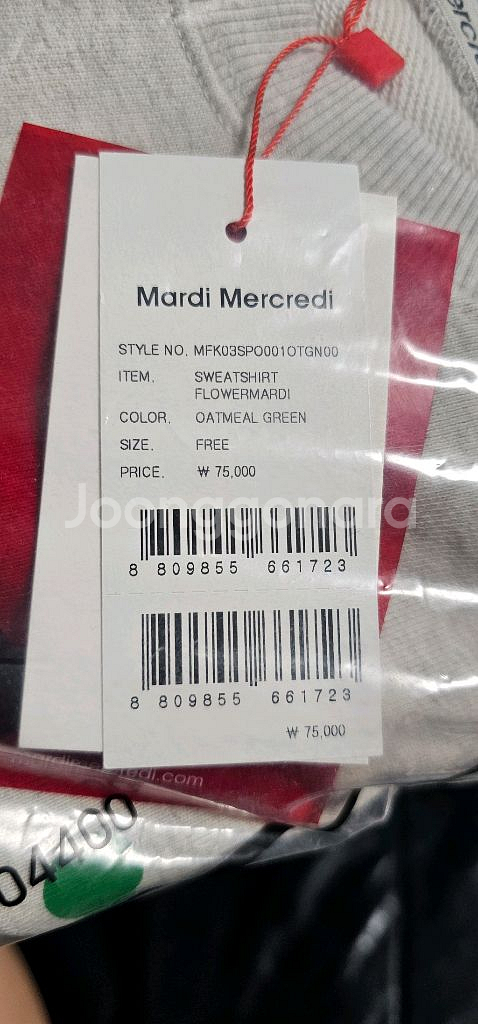 Mardi Mercredi
STYLE NO. MFK03SPO001OTGN00
ITEM. SWEATSHIRT
FLOWERMARDI
COLOR. OATMEAL GREEN
SIZE. FREE
PRICE. ₩ 75,000
Joonggonara
8 809855 661723
8 809855 661723
₩ 75,000
04400